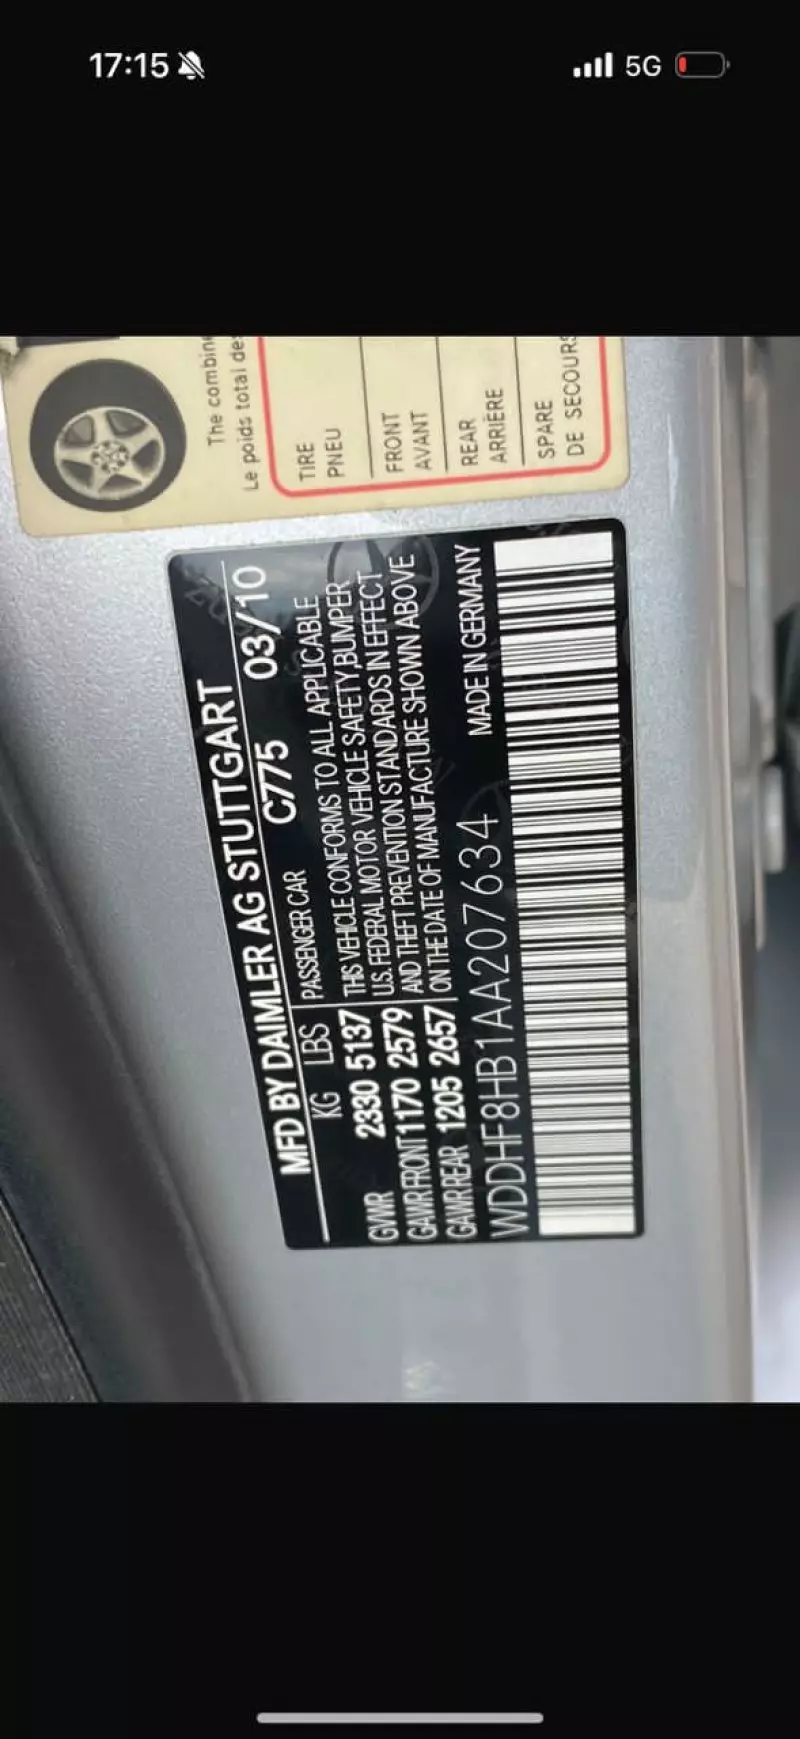 17:15
5G
The combin
Le poids total de
TIRE
PNEU
FRONT
AVANT
REAR
ARRIÈRE
SPARE
DE SECOURS
MFD BY DAIMLER AG STUTTGART
KG LBS PASSENGER CAR C775 03/10
GVWR 2330 5137
GAWR FRONT 1170 2579
GAWR REAR 1205 2657
THIS VEHICLE CONFORMS TO ALL APPLICABLE
U.S. FEDERAL MOTOR VEHICLE SAFETY,BUMPER
AND THEFT PREVENTION STANDARDS IN EFFECT
ON THE DATE OF MANUFACTURE SHOWN ABOVE
WDDHF8HB1AA207634 MADE IN GERMANY